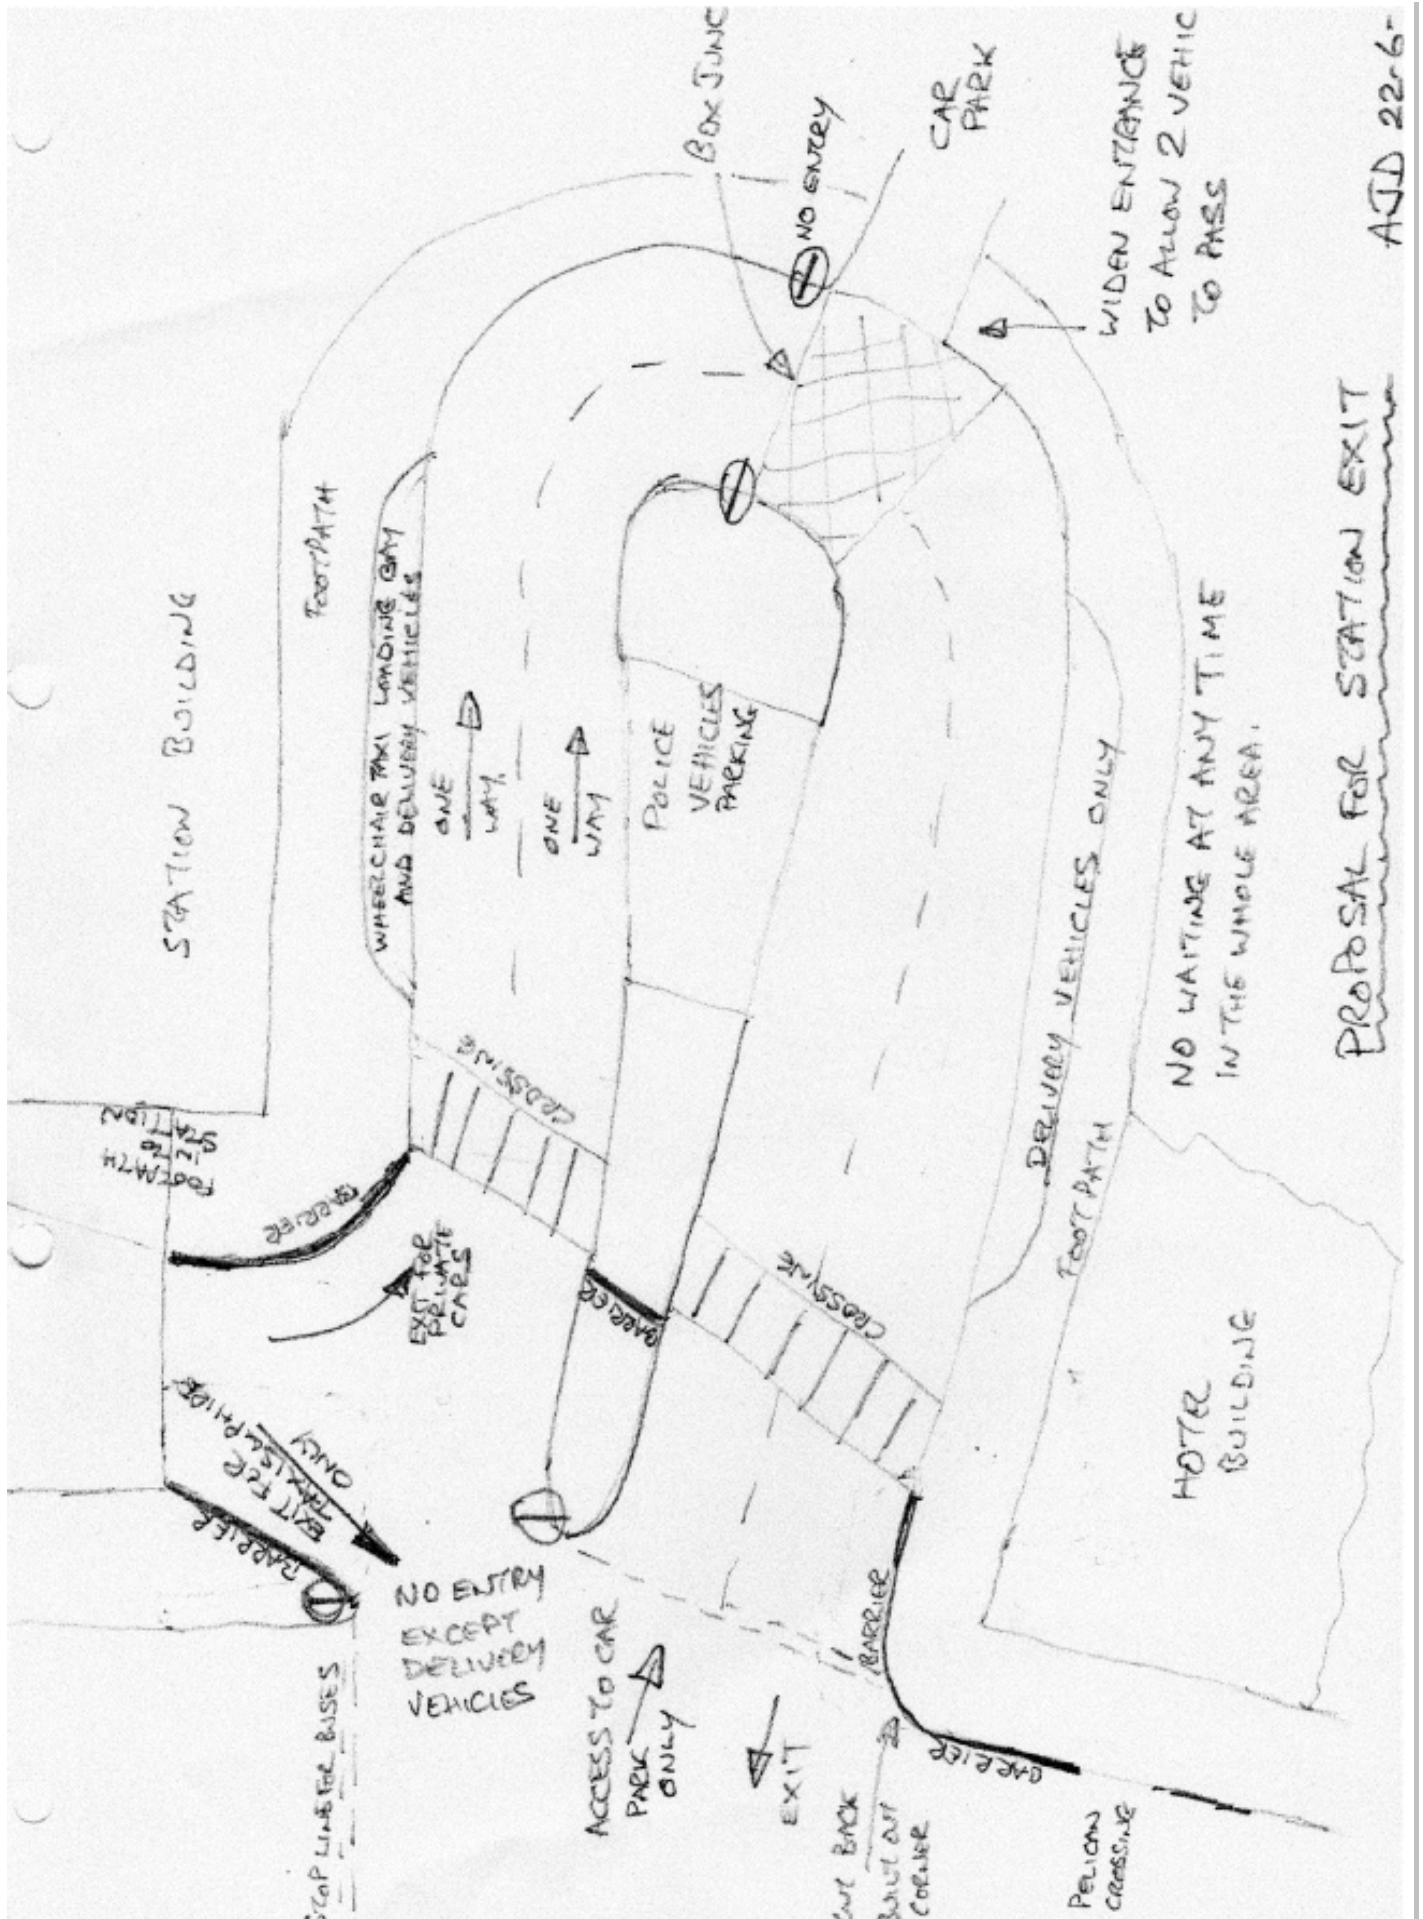 PROPOSAL FOR STATION EXIT
AJD 22-6-
STATION BUILDING
FOOTPATH
WHEELCHAIR TAXI LOADING BAY
AND DELIVERY VEHICLES
ONE
WAY.
ONE
WAY
POLICE
VEHICLES
PARKING
BOX JUNC
NO ENTRY
CAR
PARK
WIDEN ENTRANCE
TO ALLOW 2 VEHIC
TO PASS
NO WAITING AT ANY TIME
IN THE WHOLE AREA.
DELIVERY VEHICLES ONLY
FOOTPATH
HOTEL
BUILDING
CROSSING
CROSSING
FOOTPATH
TO
STATION
BARRIER
EXIT FOR
PRIVATE
CARS
BARRIER
EXIT FOR
ONLY
BARRIER
NO ENTRY
EXCEPT
DELIVERY
VEHICLES
STOP LINE FOR BUSES
ACCESS TO CAR
PARK
ONLY
EXIT
BARRIER
BARRIER
BACK
BUILT OUT
CORNER
PELICAN
CROSSING